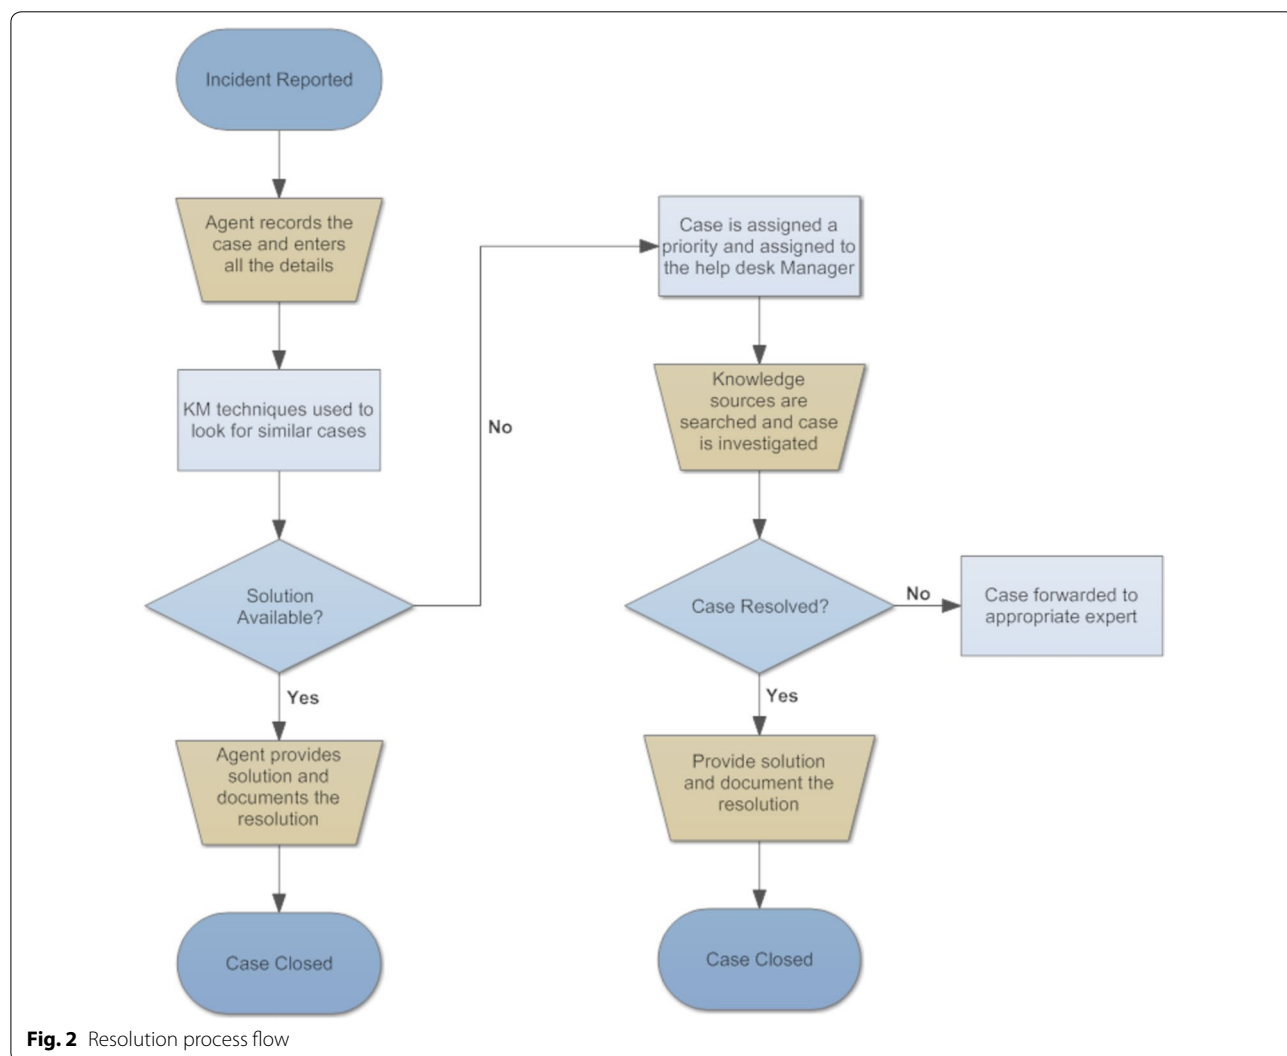 Incident Reported
Agent records the
case and enters
all the details
KM techniques used to
look for similar cases
Solution
Available?
No
Yes
Agent provides
solution and
documents the
resolution
Case Closed
Case is assigned a
priority and assigned to
the help desk Manager
Knowledge
sources are
searched and case
is investigated
Case Resolved?
No
Case forwarded to
appropriate expert
Yes
Provide solution
and document the
resolution
Case Closed
Fig. 2 Resolution process flow